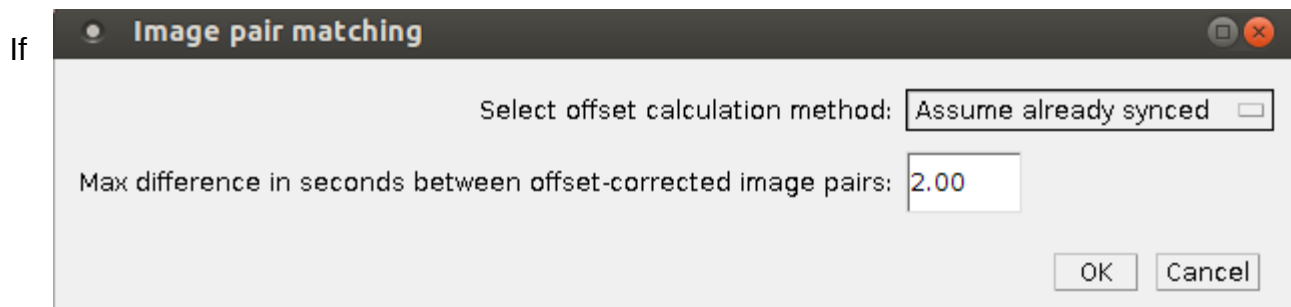 If
Image pair matching
Select offset calculation method: Assume already synced
Max difference in seconds between offset-corrected image pairs: 2.00
OK Cancel